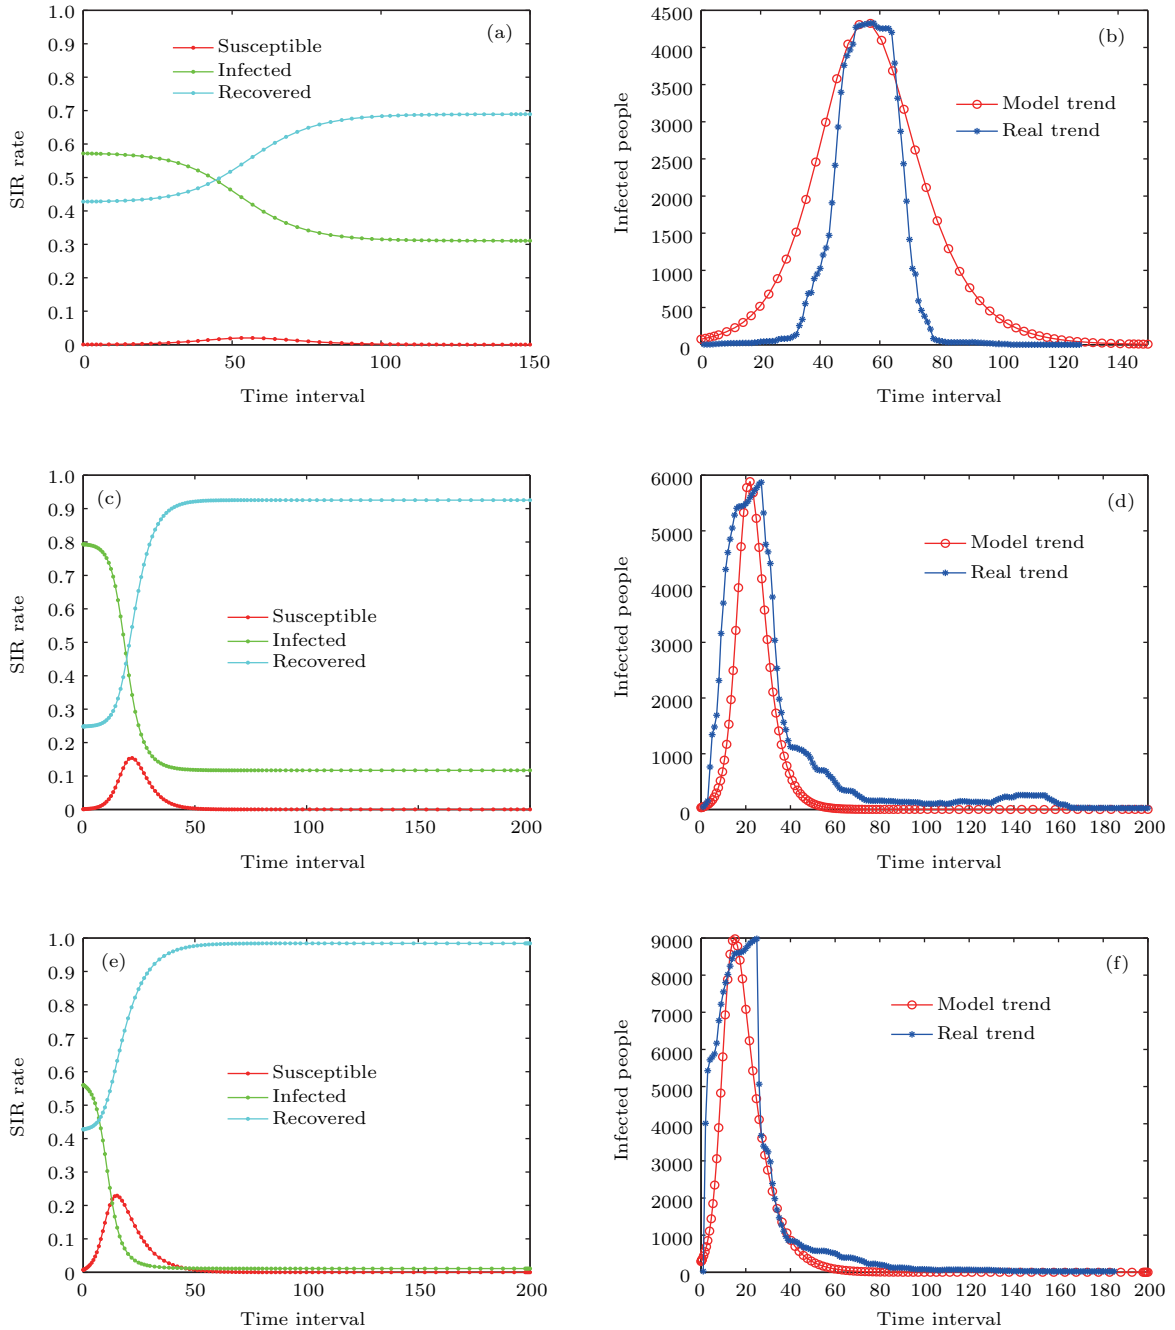 (a)
SIR rate
1.0
0.9
0.8
0.7
0.6
0.5
0.4
0.3
0.2
0.1
0
Susceptible
Infected
Recovered
0 50 100 150
Time interval
(b)
Infected people
4500
4000
3500
3000
2500
2000
1500
1000
500
0
Model trend
Real trend
0 20 40 60 80 100 120 140
Time interval
(c)
SIR rate
1.0
0.9
0.8
0.7
0.6
0.5
0.4
0.3
0.2
0.1
0
Susceptible
Infected
Recovered
0 50 100 150 200
Time interval
(d)
Infected people
6000
5000
4000
3000
2000
1000
0
Model trend
Real trend
0 20 40 60 80 100 120 140 160 180 200
Time interval
(e)
SIR rate
1.0
0.9
0.8
0.7
0.6
0.5
0.4
0.3
0.2
0.1
0
Susceptible
Infected
Recovered
0 50 100 150 200
Time interval
(f)
Infected people
9000
8000
7000
6000
5000
4000
3000
2000
1000
0
Model trend
Real trend
0 20 40 60 80 100 120 140 160 180 200
Time interval